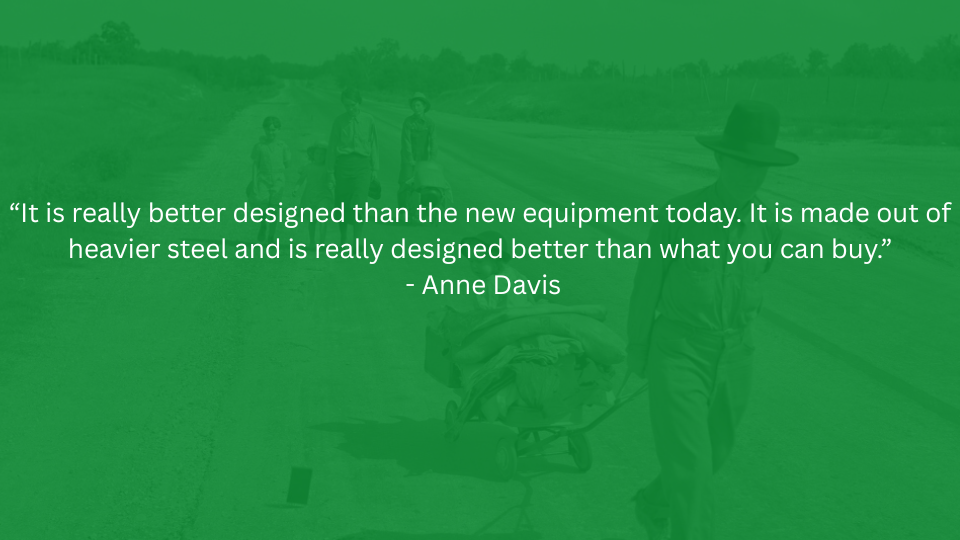 “It is really better designed than the new equipment today. It is made out of
heavier steel and is really designed better than what you can buy.”
- Anne Davis